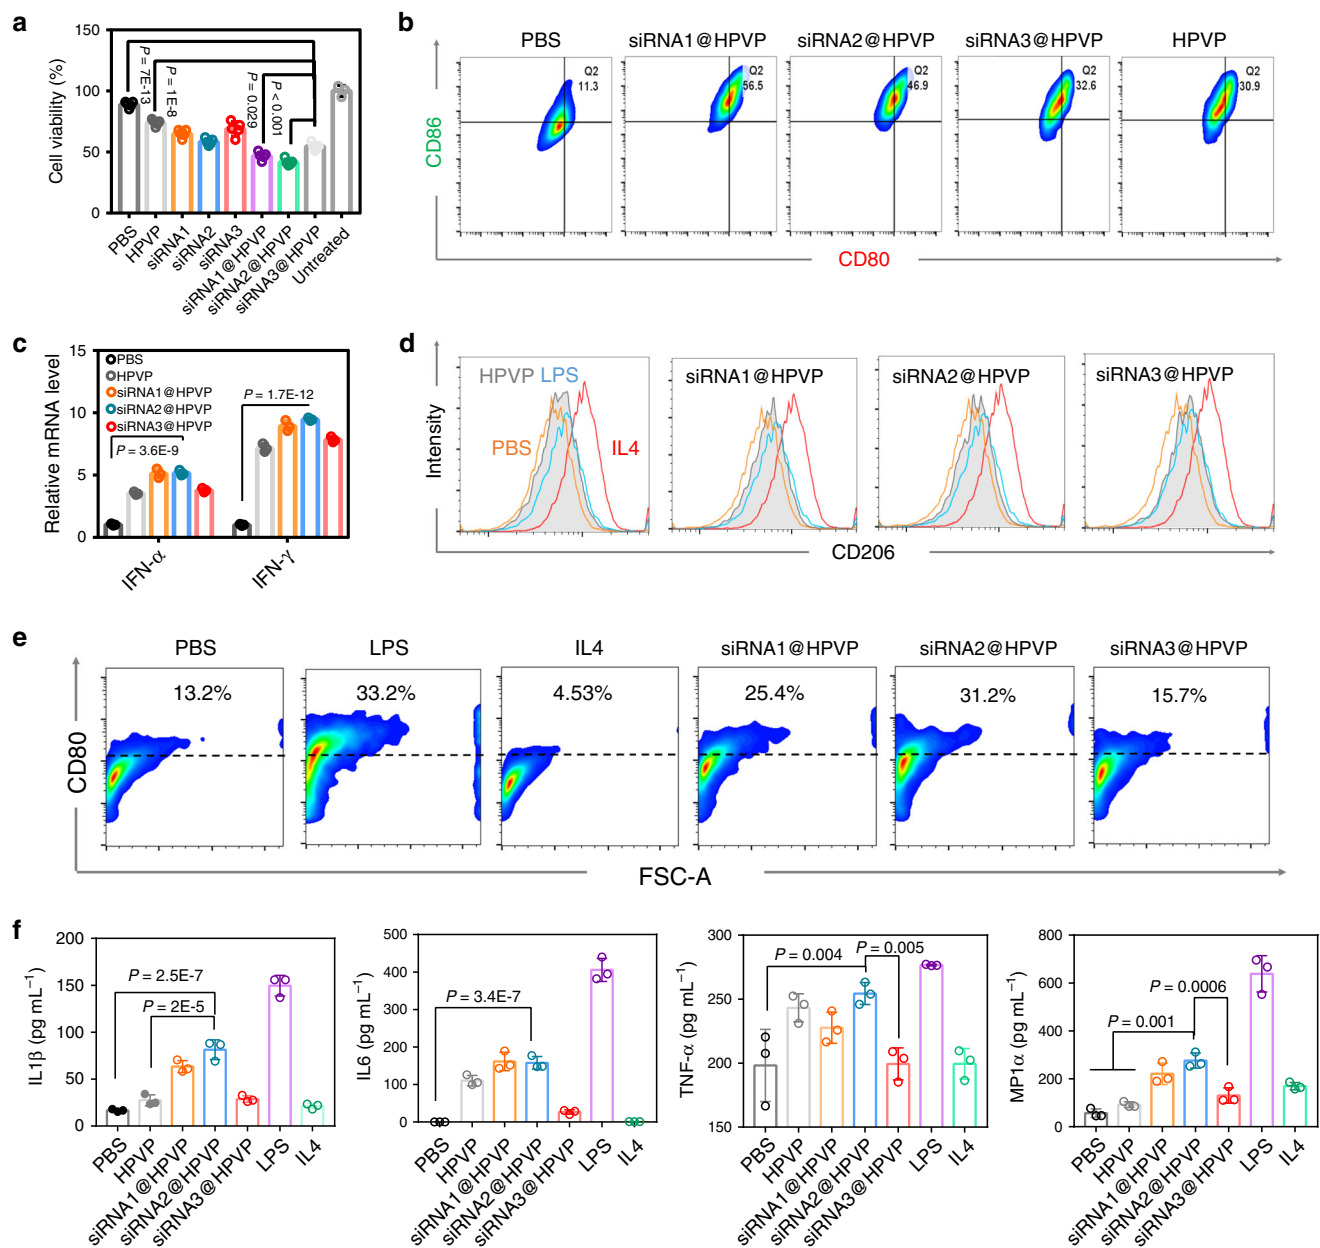 a
150
100
50
0
Cell viability (%)
P = 7E-13
P = 1E-8
P = 0.029
P < 0.001
PBS
HPVP
siRNA1
siRNA2
siRNA3
siRNA1@HPVP
siRNA2@HPVP
siRNA3@HPVP
Untreated
b
PBS
siRNA1@HPVP
siRNA2@HPVP
siRNA3@HPVP
HPVP
Q2
11.3
Q2
56.5
Q2
46.9
Q2
32.6
Q2
30.9
CD86
CD80
c
15
10
5
0
Relative mRNA level
PBS
HPVP
siRNA1@HPVP
siRNA2@HPVP
siRNA3@HPVP
P = 3.6E-9
P = 1.7E-12
IFN-α
IFN-γ
d
Intensity
HPVP LPS
PBS
IL4
siRNA1@HPVP
siRNA2@HPVP
siRNA3@HPVP
CD206
e
PBS
LPS
IL4
siRNA1@HPVP
siRNA2@HPVP
siRNA3@HPVP
13.2%
33.2%
4.53%
25.4%
31.2%
15.7%
CD80
FSC-A
f
200
150
100
50
0
IL1β (pg mL⁻¹)
P = 2.5E-7
P = 2E-5
PBS
HPVP
siRNA1@HPVP
siRNA2@HPVP
siRNA3@HPVP
LPS
IL4
500
400
300
200
100
0
IL6 (pg mL⁻¹)
P = 3.4E-7
PBS
HPVP
siRNA1@HPVP
siRNA2@HPVP
siRNA3@HPVP
LPS
IL4
300
250
200
150
TNF-α (pg mL⁻¹)
P = 0.004
P = 0.005
PBS
HPVP
siRNA1@HPVP
siRNA2@HPVP
siRNA3@HPVP
LPS
IL4
800
600
400
200
0
MP1α (pg mL⁻¹)
P = 0.001
P = 0.0006
PBS
HPVP
siRNA1@HPVP
siRNA2@HPVP
siRNA3@HPVP
LPS
IL4